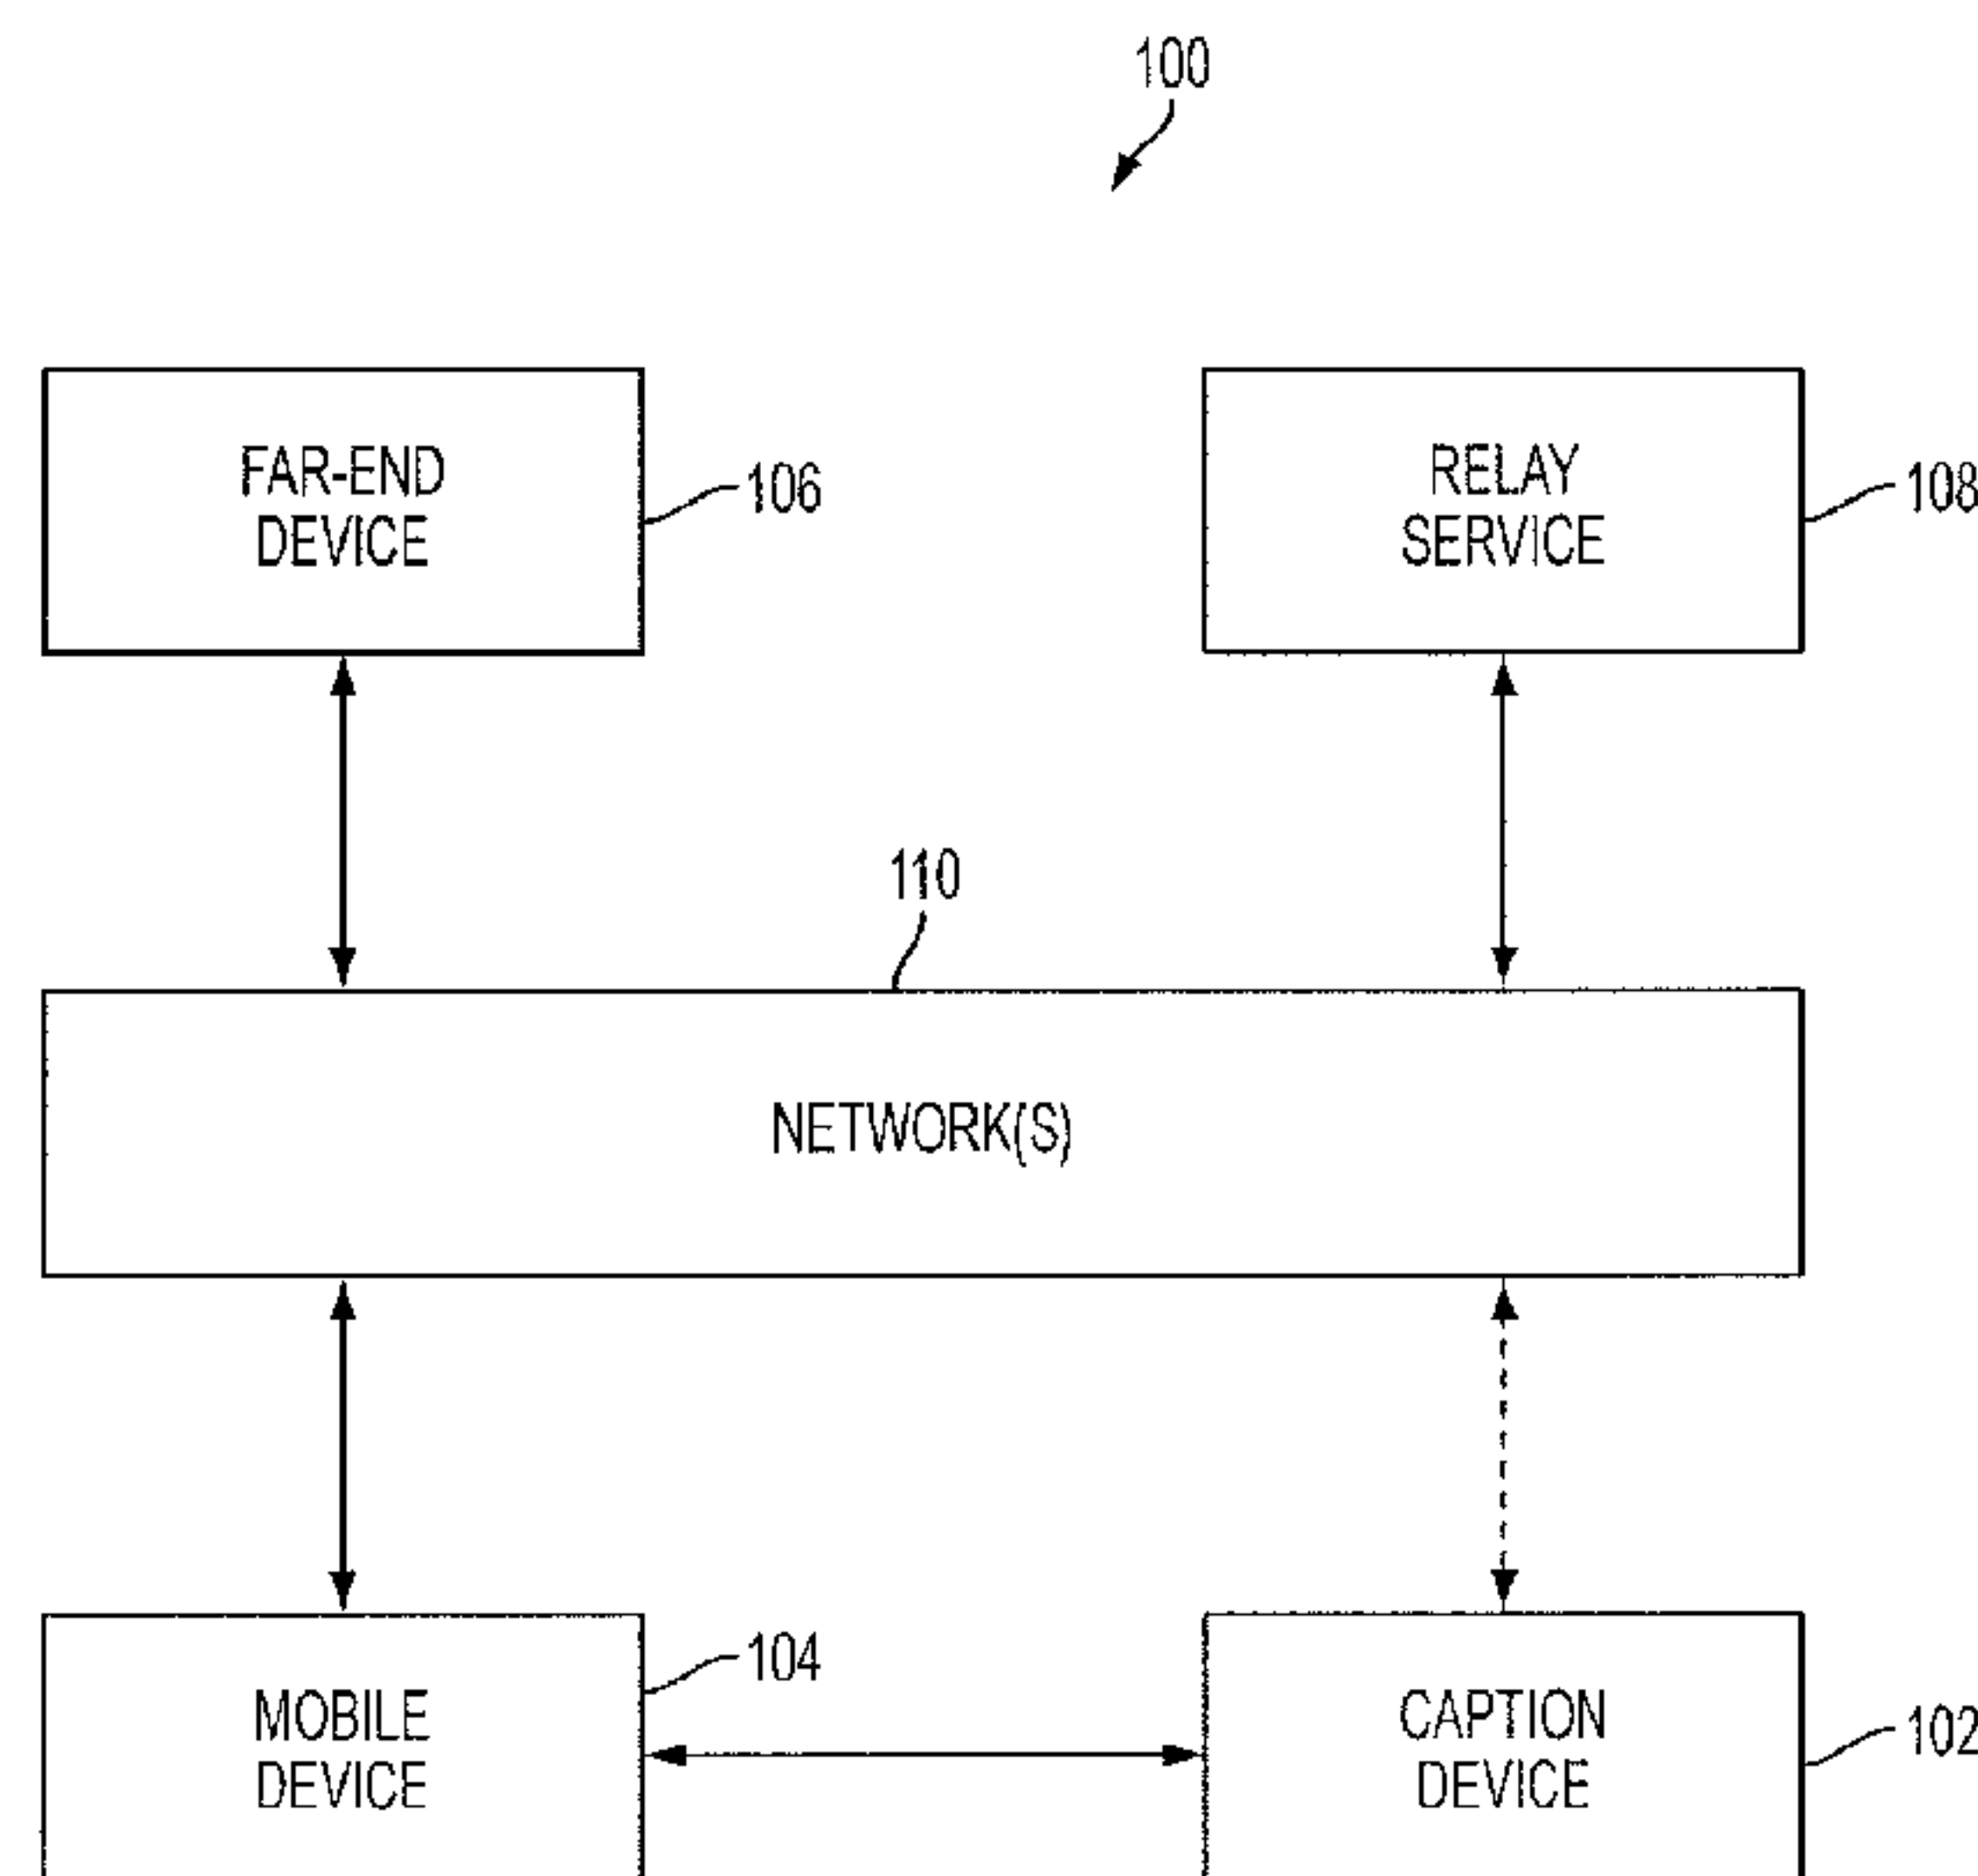 100
FAR-END
DEVICE
106
RELAY
SERVICE
108
110
NETWORK(S)
MOBILE
DEVICE
104
CAPTION
DEVICE
102